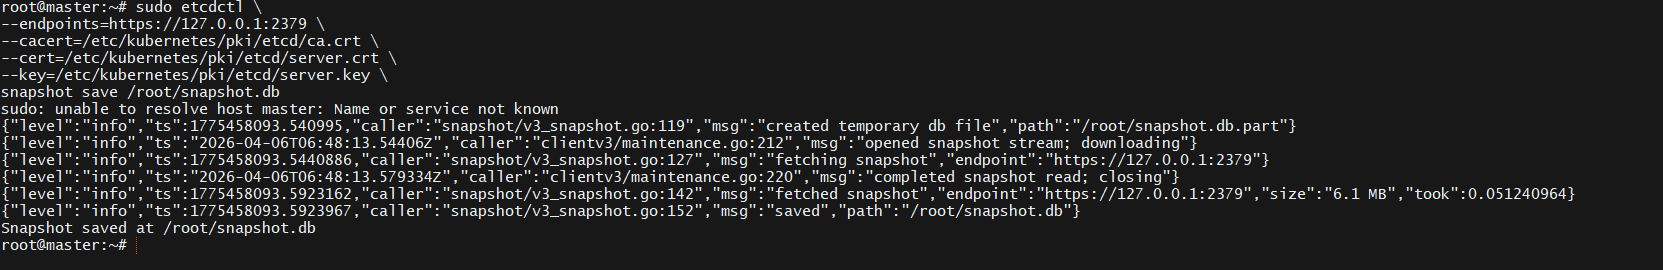 root@master:~# sudo etcdctl \
--endpoints=https://127.0.0.1:2379 \
--cacert=/etc/kubernetes/pki/etcd/ca.crt \
--cert=/etc/kubernetes/pki/etcd/server.crt \
--key=/etc/kubernetes/pki/etcd/server.key \
snapshot save /root/snapshot.db
sudo: unable to resolve host master: Name or service not known
{"level":"info","ts":1775458093.540995,"caller":"snapshot/v3_snapshot.go:119","msg":"created temporary db file","path":"/root/snapshot.db.part"}
{"level":"info","ts":"2026-04-06T06:48:13.54406Z","caller":"clientv3/maintenance.go:212","msg":"opened snapshot stream; downloading"}
{"level":"info","ts":1775458093.5440886,"caller":"snapshot/v3_snapshot.go:127","msg":"fetching snapshot","endpoint":"https://127.0.0.1:2379"}
{"level":"info","ts":"2026-04-06T06:48:13.579334Z","caller":"clientv3/maintenance.go:220","msg":"completed snapshot read; closing"}
{"level":"info","ts":1775458093.5923162,"caller":"snapshot/v3_snapshot.go:142","msg":"fetched snapshot","endpoint":"https://127.0.0.1:2379","size":"6.1 MB","took":0.051240964}
{"level":"info","ts":1775458093.5923967,"caller":"snapshot/v3_snapshot.go:152","msg":"saved","path":"/root/snapshot.db"}
Snapshot saved at /root/snapshot.db
root@master:~#